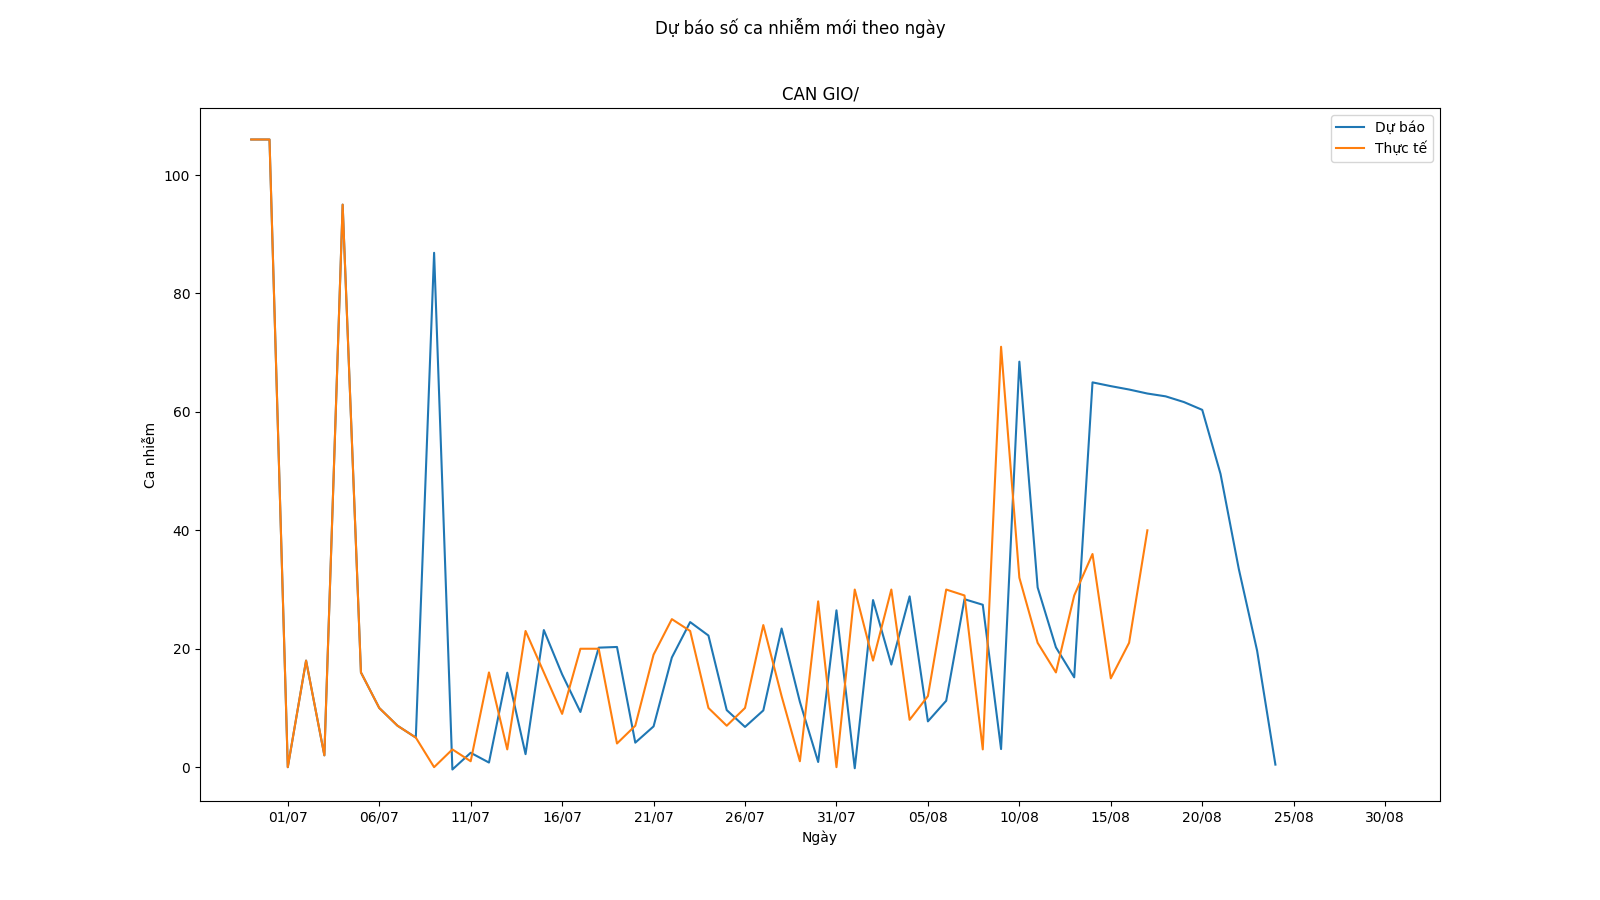 Dự báo số ca nhiễm mới theo ngày
CAN GIO/
Dự báo
Thực tế
100
80
60
40
20
0
Ca nhiễm
01/07 06/07 11/07 16/07 21/07 26/07 31/07 05/08 10/08 15/08 20/08 25/08 30/08
Ngày